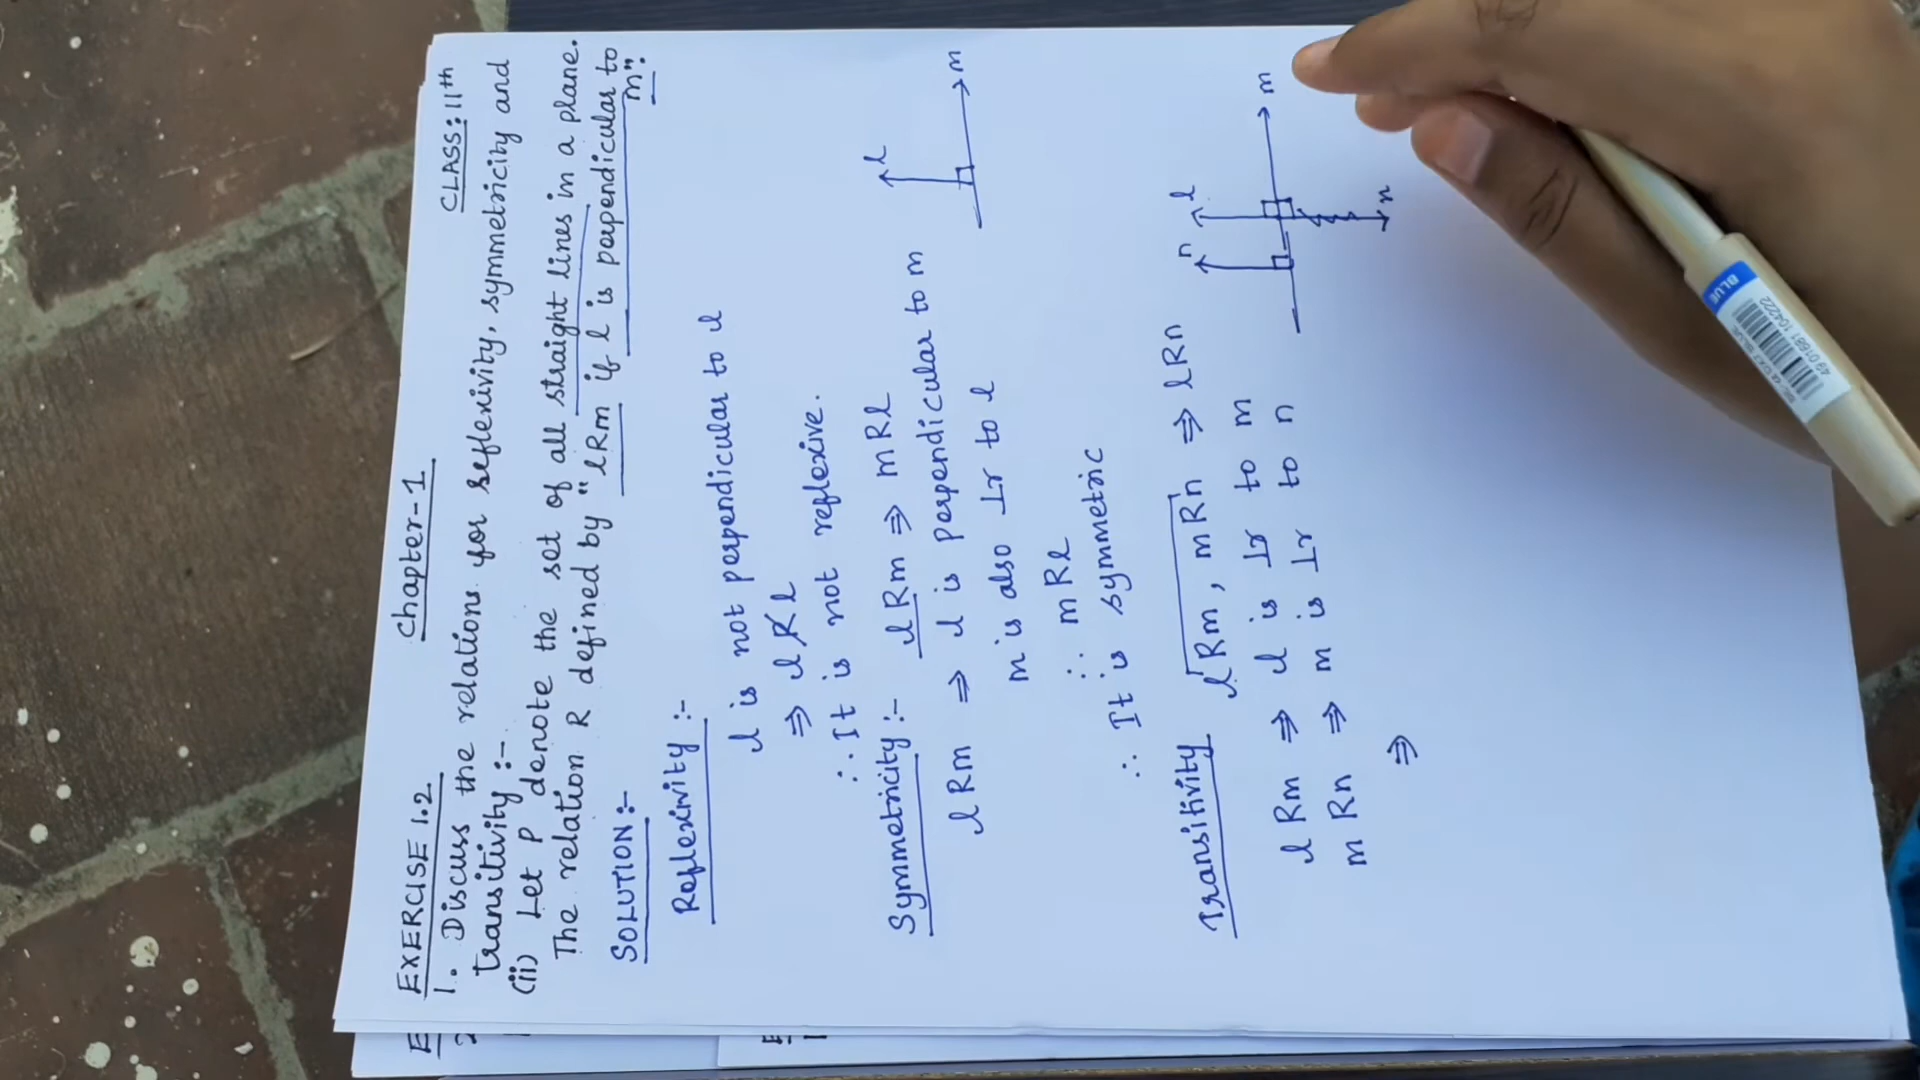 Chapter-1
CLASS: 11th
EXERCISE 1.2
1. Discuss the relations for reflexivity, symmetricity and
transitivity :-
(ii) Let P denote the set of all straight lines in a plane.
The relation R defined by "lRm if l is perpendicular to
m".
SOLUTION:-
Reflexivity :-
l is not perpendicular to l
⇒ l R̸ l
∴ It is not reflexive.
Symmetricity :-
lRm ⇒ mRl
lRm ⇒ l is perpendicular to m
m is also ⊥r to l
∴ mRl
∴ It is symmetric
l
m
Transitivity
lRm, mRn ⇒ lRn
lRm ⇒ l is ⊥r to m
mRn ⇒ m is ⊥r to n
⇒
n
l
m
n
BLUE
4901681104222